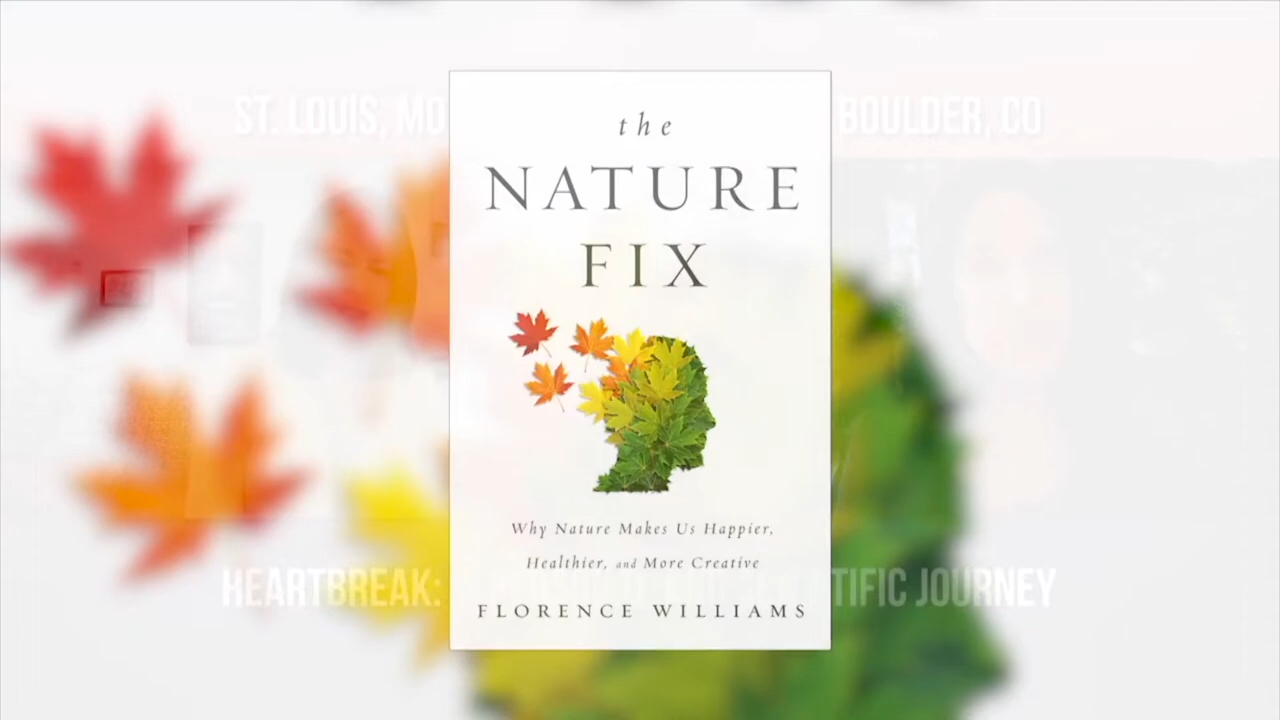 ST. LOUIS, MO
BOULDER, CO
the
NATURE
FIX
Why Nature Makes Us Happier,
Healthier, and More Creative
HEARTBREAK:
JOURNEY
FLORENCE WILLIAMS